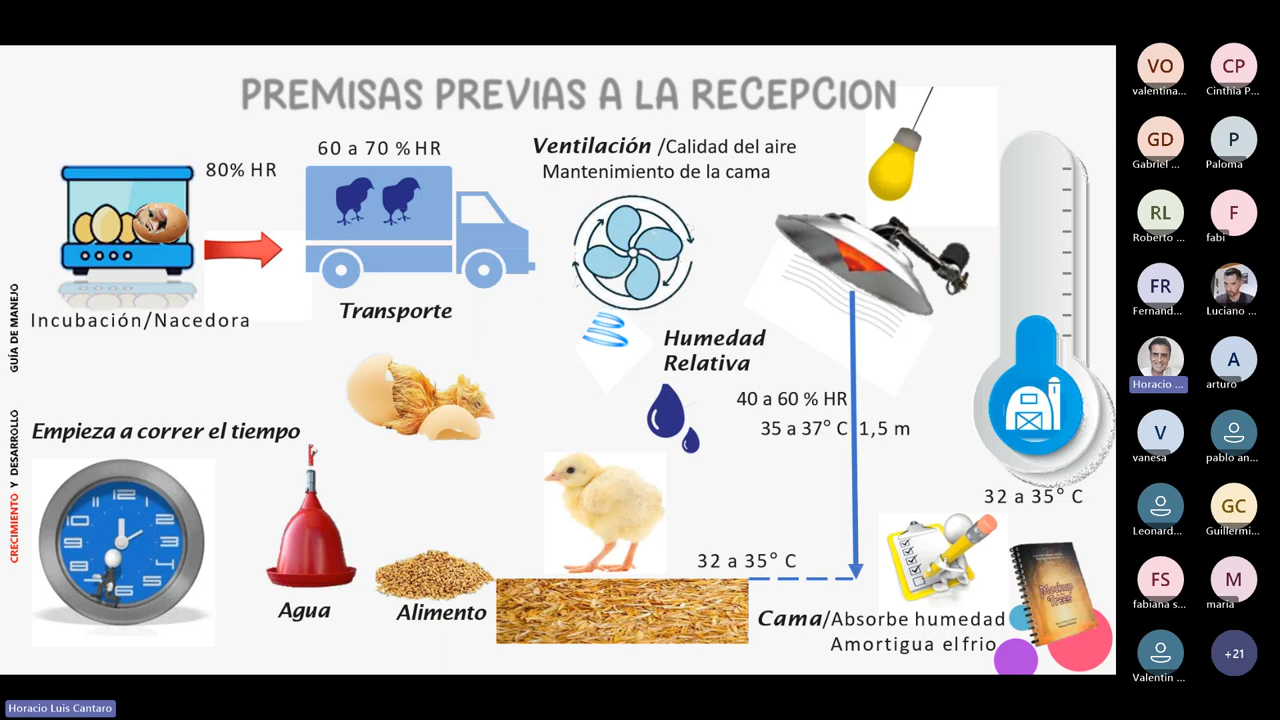 PREMISAS PREVIAS A LA RECEPCION
80% HR
60 a 70 % HR
Ventilación /Calidad del aire
Mantenimiento de la cama
Incubación/Nacedora
Transporte
Humedad
Relativa
40 a 60 % HR
35 a 37° C
1,5 m
32 a 35° C
Empieza a correr el tiempo
Agua
Alimento
32 a 35° C
Cama/Absorbe humedad
Amortigua el frio
GUÍA DE MANEJO
CRECIMIENTO Y DESARROLLO
VO
valentina...
CP
Cinthia P...
GD
Gabriel ...
P
Paloma
RL
Roberto ...
F
fabi
FR
Fernand...
Luciano ...
Horacio ...
A
arturo
V
vanesa
pablo an...
Leonard...
GC
Guillermi...
FS
fabiana s...
M
maria
Valentin ...
+21
Horacio Luis Cantaro